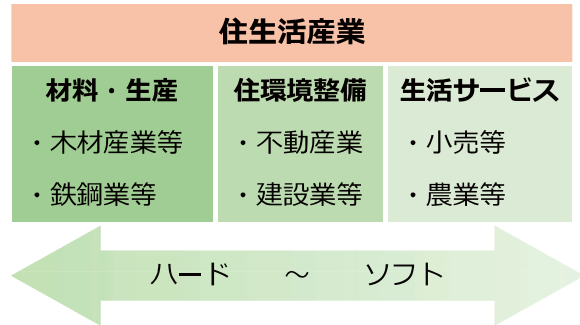 住生活産業
材料・生産
・木材産業等
・鉄鋼業等
住環境整備
・不動産業
・建設業等
生活サービス
・小売等
・農業等
ハード　～　ソフト